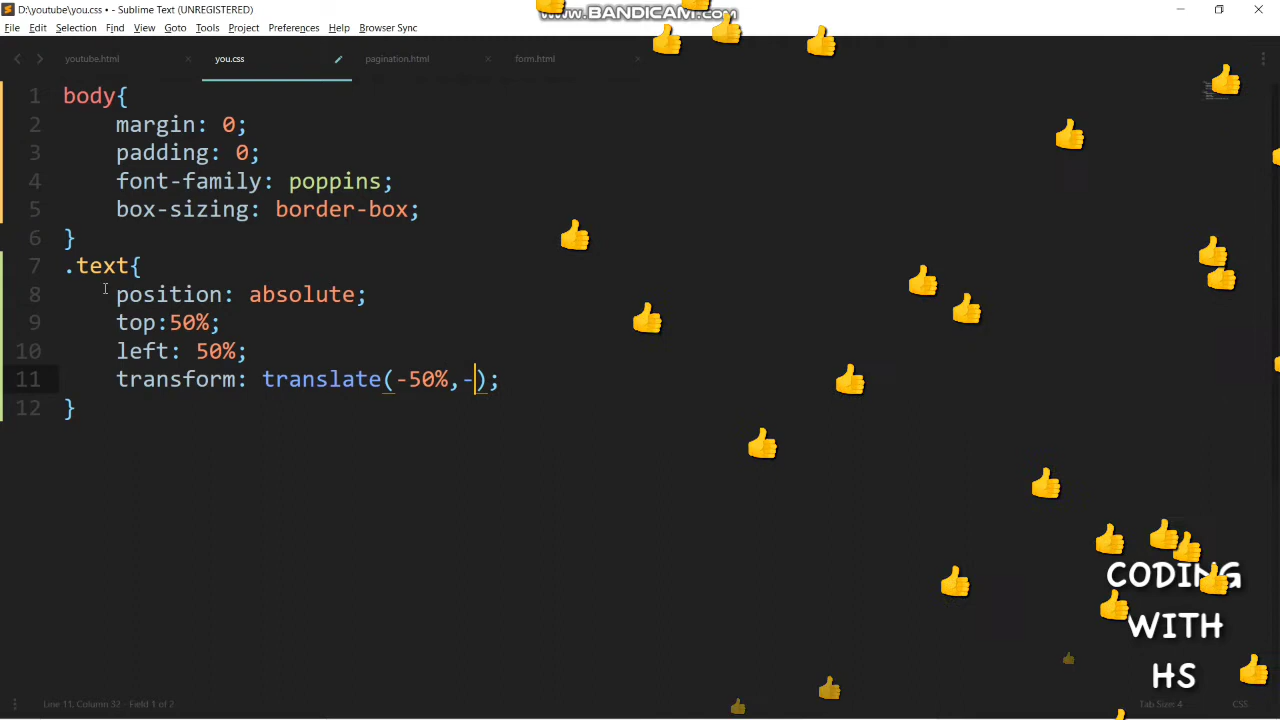 D:\youtube\you.css • - Sublime Text (UNREGISTERED)
www.BANDICAM.com
File Edit Selection Find View Goto Tools Project Preferences Help Browser Sync
youtube.html you.css pagination.html form.html
1 body{
2 margin: 0;
3 padding: 0;
4 font-family: poppins;
5 box-sizing: border-box;
6 }
7 .text{
8 position: absolute;
9 top:50%;
10 left: 50%;
11 transform: translate(-50%,-);
12 }
CODING
WITH
HS
Line 11, Column 32 - Field 1 of 2
Tab Size 4
CSS